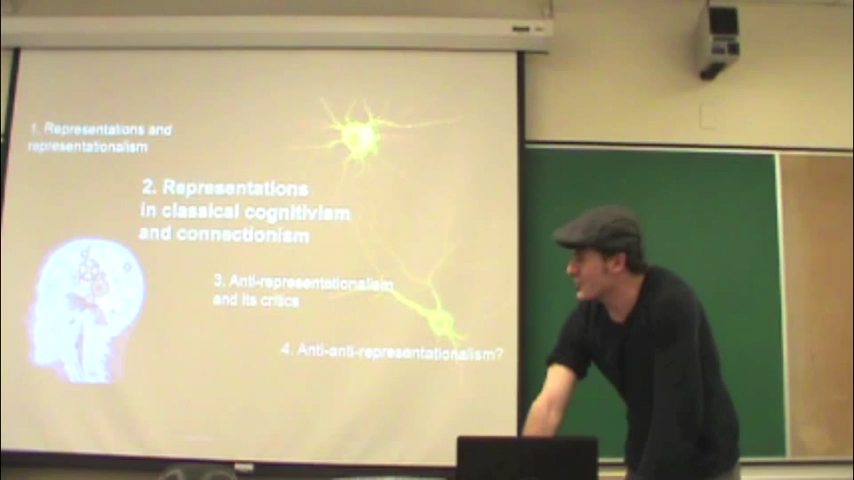 1. Representations and
representationalism
2. Representations
in classical cognitivism
and connectionism
3. Anti-representationalism
and its critics
4. Anti-anti-representationalism?